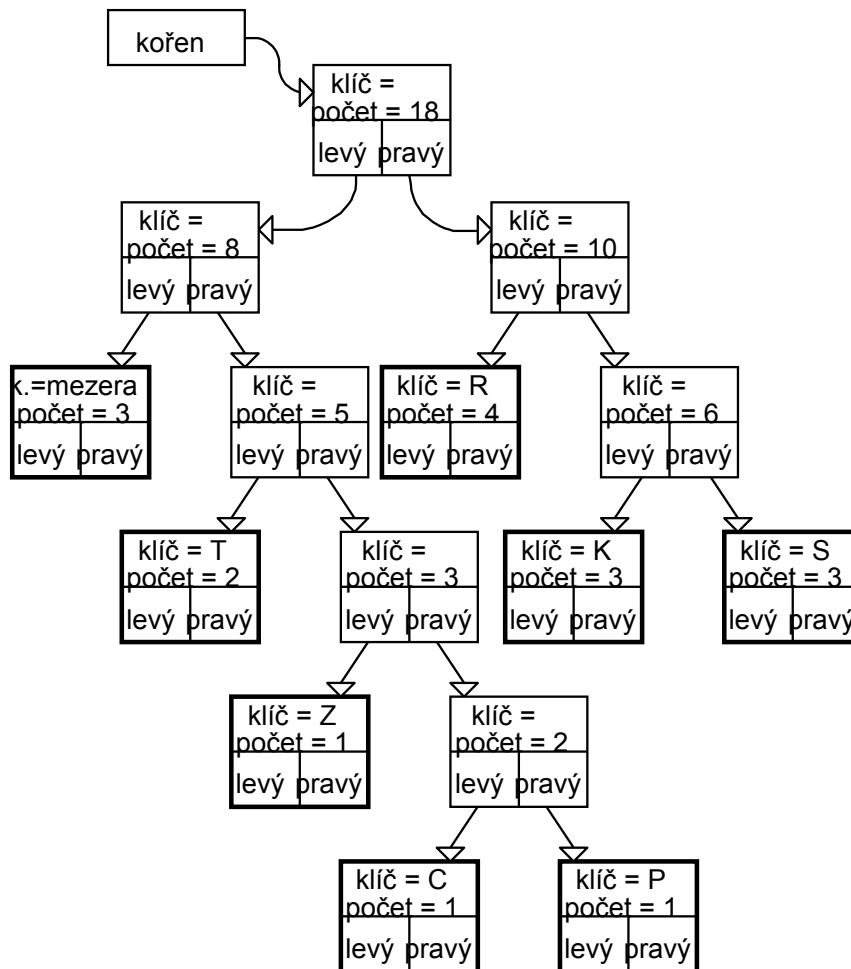 kořen
klíč =
počet = 18
levý pravý
klíč =
počet = 8
levý pravý
klíč =
počet = 10
levý pravý
k.=mezera
počet = 3
levý pravý
klíč =
počet = 5
levý pravý
klíč = R
počet = 4
levý pravý
klíč =
počet = 6
levý pravý
klíč = T
počet = 2
levý pravý
klíč =
počet = 3
levý pravý
klíč = K
počet = 3
levý pravý
klíč = S
počet = 3
levý pravý
klíč = Z
počet = 1
levý pravý
klíč =
počet = 2
levý pravý
klíč = C
počet = 1
levý pravý
klíč = P
počet = 1
levý pravý